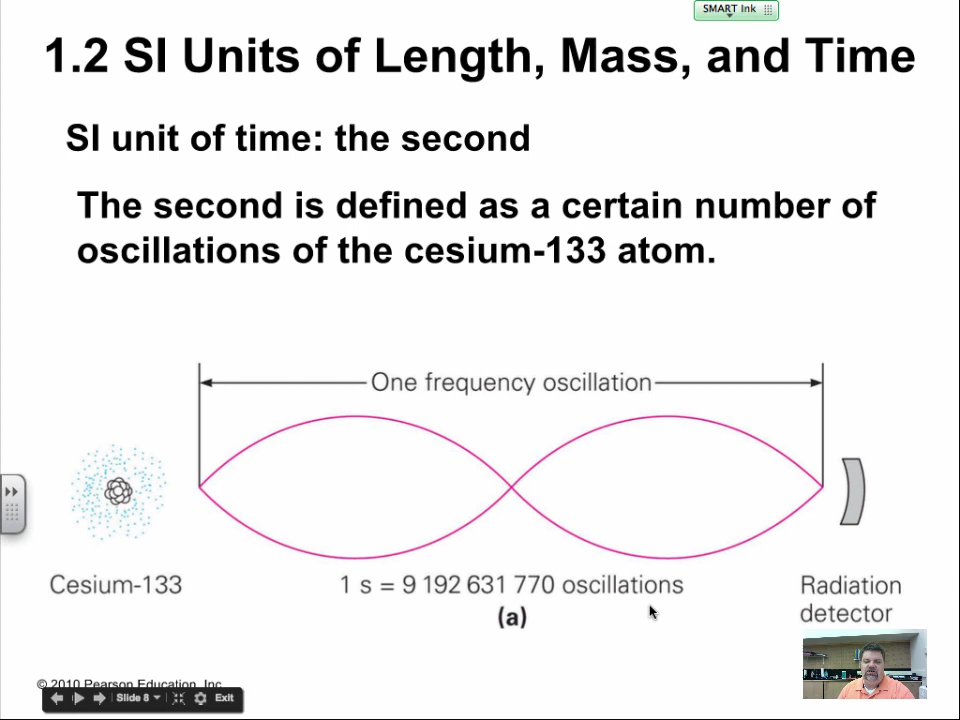 SMART Ink
1.2 SI Units of Length, Mass, and Time
SI unit of time: the second
The second is defined as a certain number of
oscillations of the cesium-133 atom.
One frequency oscillation
Cesium-133
1 s = 9 192 631 770 oscillations
Radiation
detector
(a)
© 2010 Pearson Education, Inc.
Slide 8
Exit